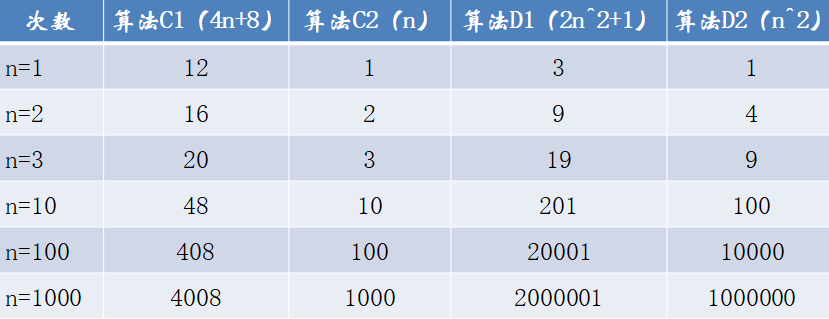 次数 算法C1（4n+8） 算法C2（n） 算法D1（2n^2+1） 算法D2（n^2）
n=1 12 1 3 1
n=2 16 2 9 4
n=3 20 3 19 9
n=10 48 10 201 100
n=100 408 100 20001 10000
n=1000 4008 1000 2000001 1000000